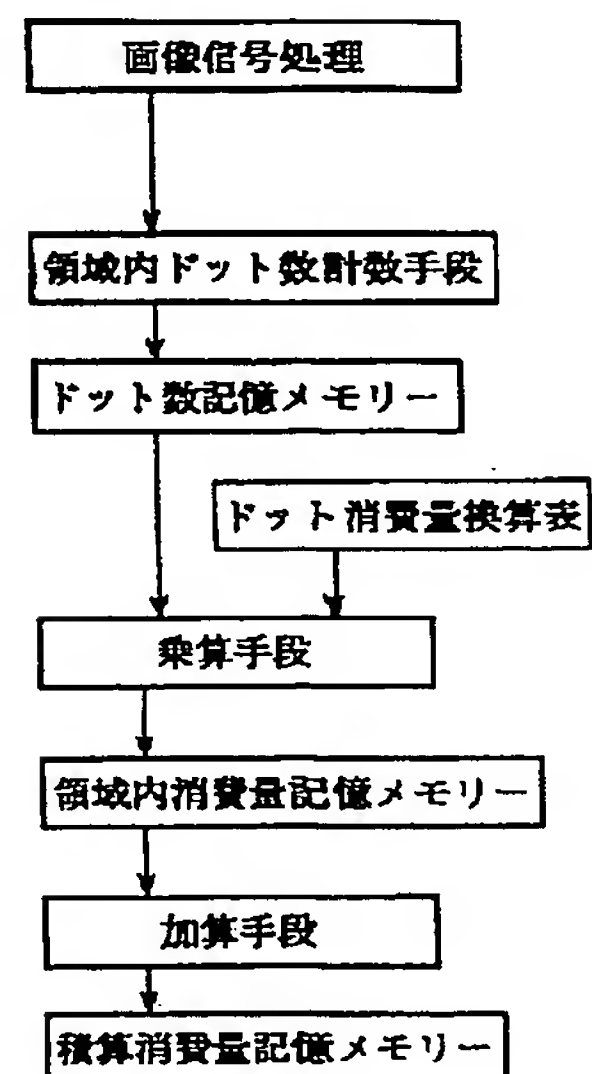 画像信号処理
領域内ドット数計数手段
ドット数記憶メモリー
ドット消費量換算表
乗算手段
領域内消費量記憶メモリー
加算手段
積算消費量記憶メモリー